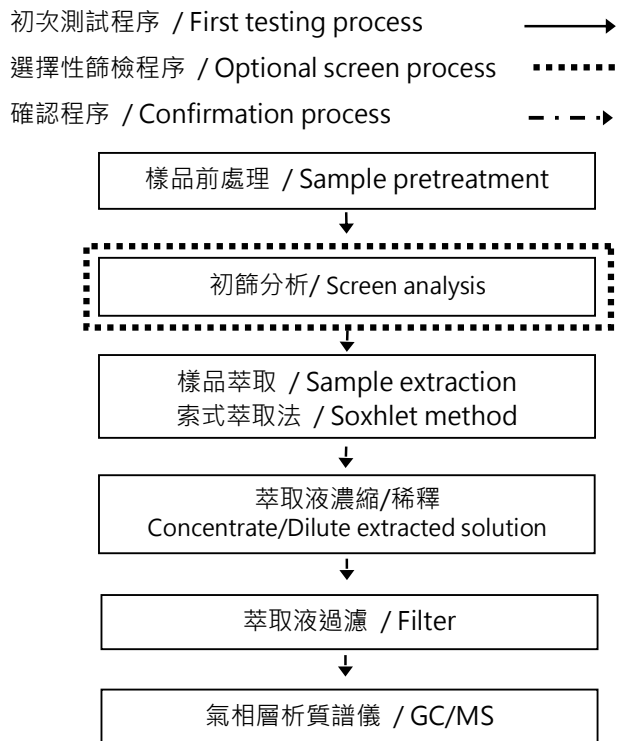 初次測試程序 / First testing process
選擇性篩檢程序 / Optional screen process
確認程序 / Confirmation process
樣品前處理 / Sample pretreatment
初篩分析/ Screen analysis
樣品萃取 / Sample extraction
索式萃取法 / Soxhlet method
萃取液濃縮/稀釋
Concentrate/Dilute extracted solution
萃取液過濾 / Filter
氣相層析質譜儀 / GC/MS